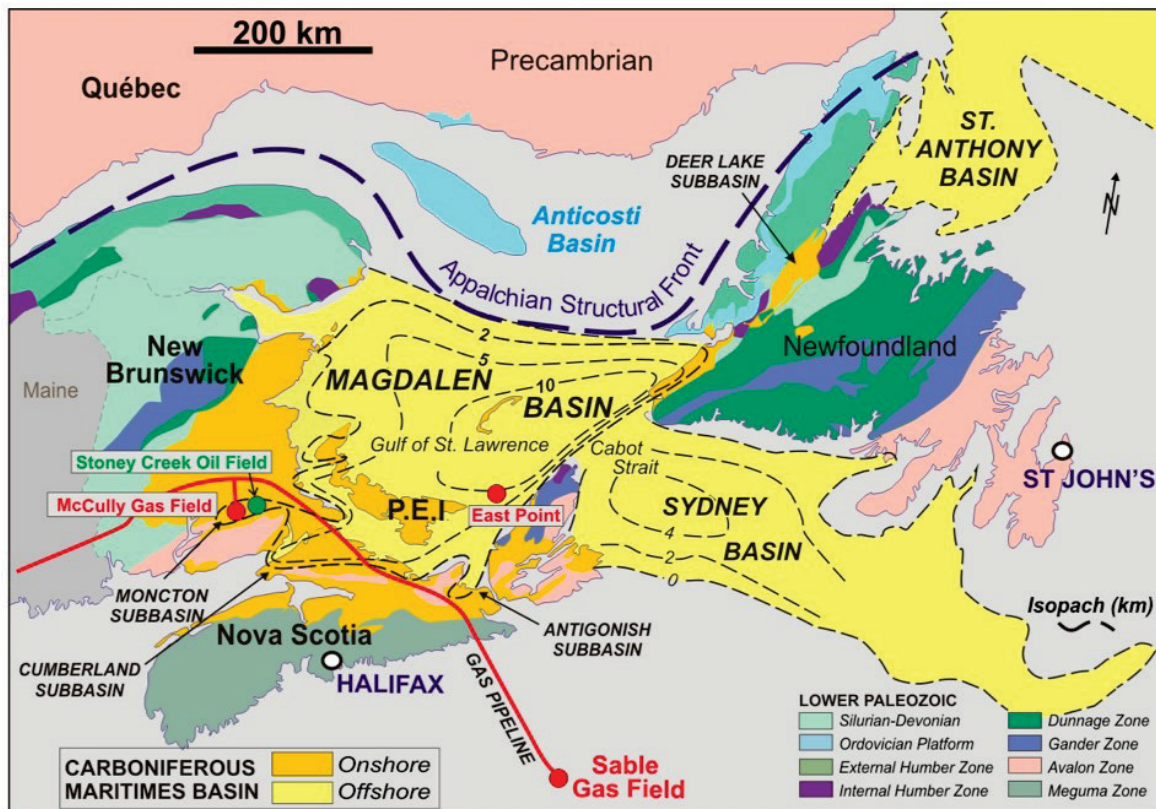 200 km
Precambrian
Québec
ST.
ANTHONY
BASIN
DEER LAKE
SUBBASIN
N
Anticosti
Basin
Appalchian Structural Front
New
Brunswick
Maine
2
5
10
MAGDALEN
BASIN
Newfoundland
Gulf of St. Lawrence
Cabot
Strait
Stoney Creek Oil Field
McCully Gas Field
P.E.I
East Point
ST JOHN'S
SYDNEY
BASIN
4
2
0
MONCTON
SUBBASIN
Isopach (km)
Nova Scotia
ANTIGONISH
SUBBASIN
CUMBERLAND
SUBBASIN
HALIFAX
GAS PIPELINE
Sable
Gas Field
CARBONIFEROUS
MARITIMES BASIN
Onshore
Offshore
LOWER PALEOZOIC
Silurian-Devonian
Ordovician Platform
External Humber Zone
Internal Humber Zone
Dunnage Zone
Gander Zone
Avalon Zone
Meguma Zone